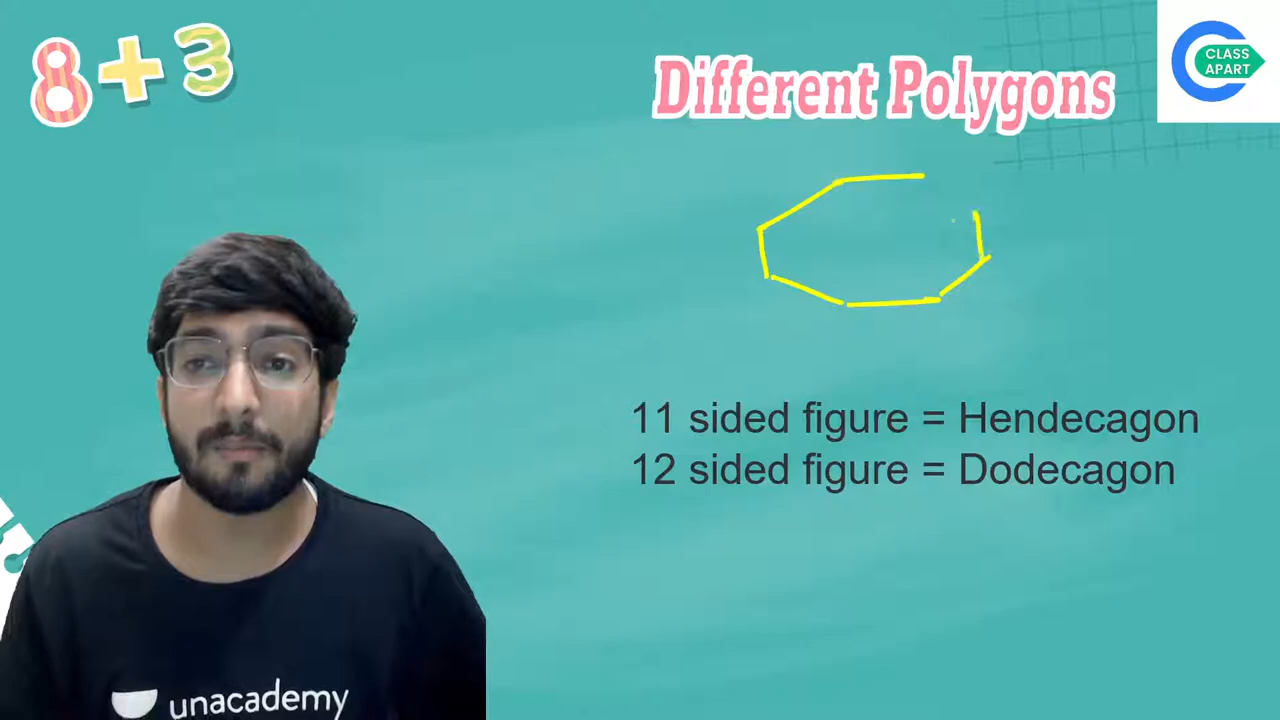 8+3
Different Polygons
CLASS
APART
11 sided figure = Hendecagon
12 sided figure = Dodecagon
unacademy